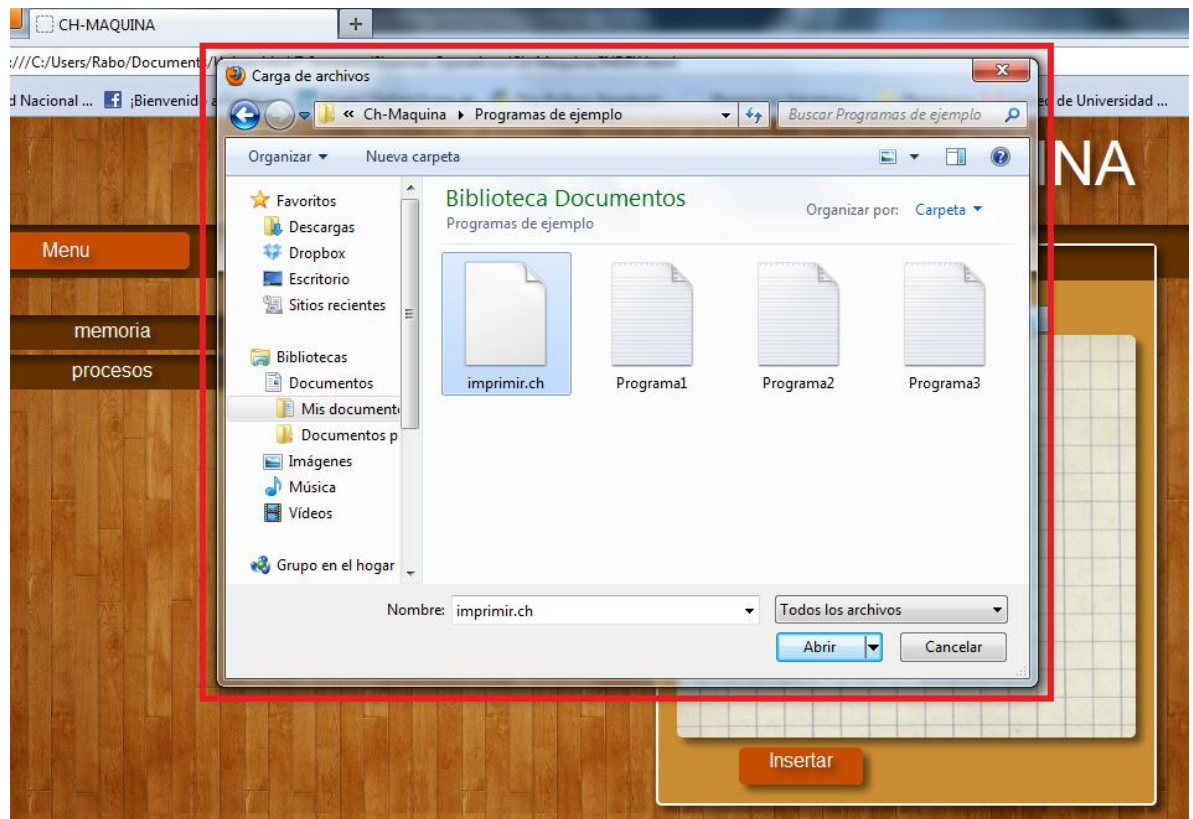 CH-MAQUINA
:///C:/Users/Rabo/Documents/
d Nacional ... ¡Bienvenido a
ed de Universidad ...
Carga de archivos
« Ch-Maquina Programas de ejemplo
Buscar Programas de ejemplo
Organizar
Nueva carpeta
NA
Menu
memoria
procesos
Favoritos
Descargas
Dropbox
Escritorio
Sitios recientes
Bibliotecas
Documentos
Mis document
Documentos p
Imágenes
Música
Vídeos
Grupo en el hogar
Biblioteca Documentos
Programas de ejemplo
Organizar por: Carpeta
imprimir.ch
Programa1
Programa2
Programa3
Nombre: imprimir.ch
Todos los archivos
Abrir
Cancelar
Insertar